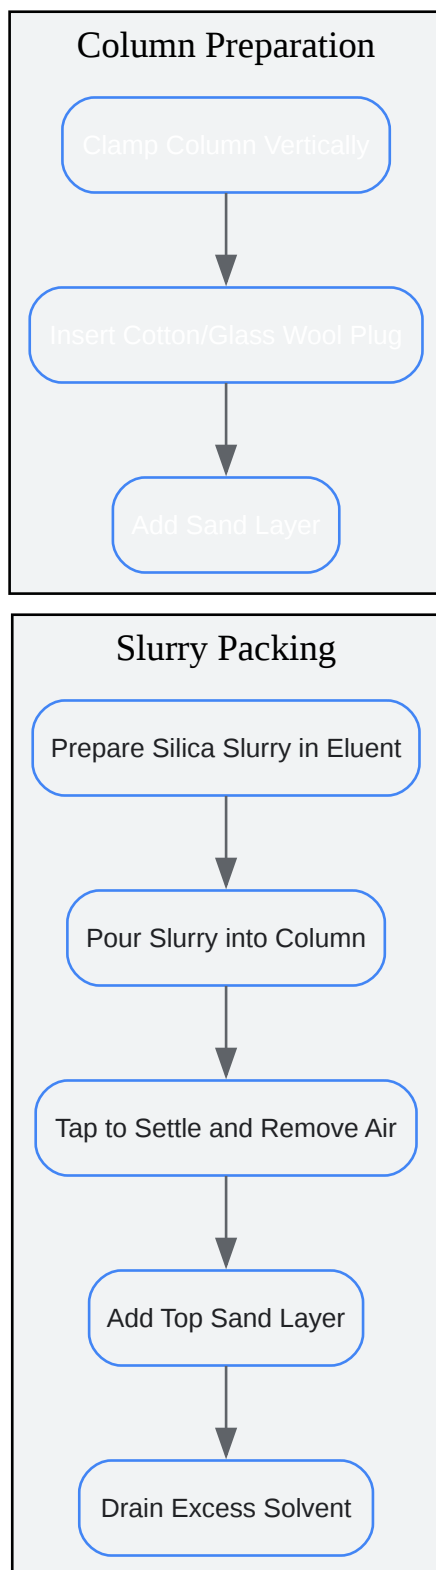 Column Preparation
Clamp Column Vertically
Insert Cotton/Glass Wool Plug
Add Sand Layer
Slurry Packing
Prepare Silica Slurry in Eluent
Pour Slurry into Column
Tap to Settle and Remove Air
Add Top Sand Layer
Drain Excess Solvent